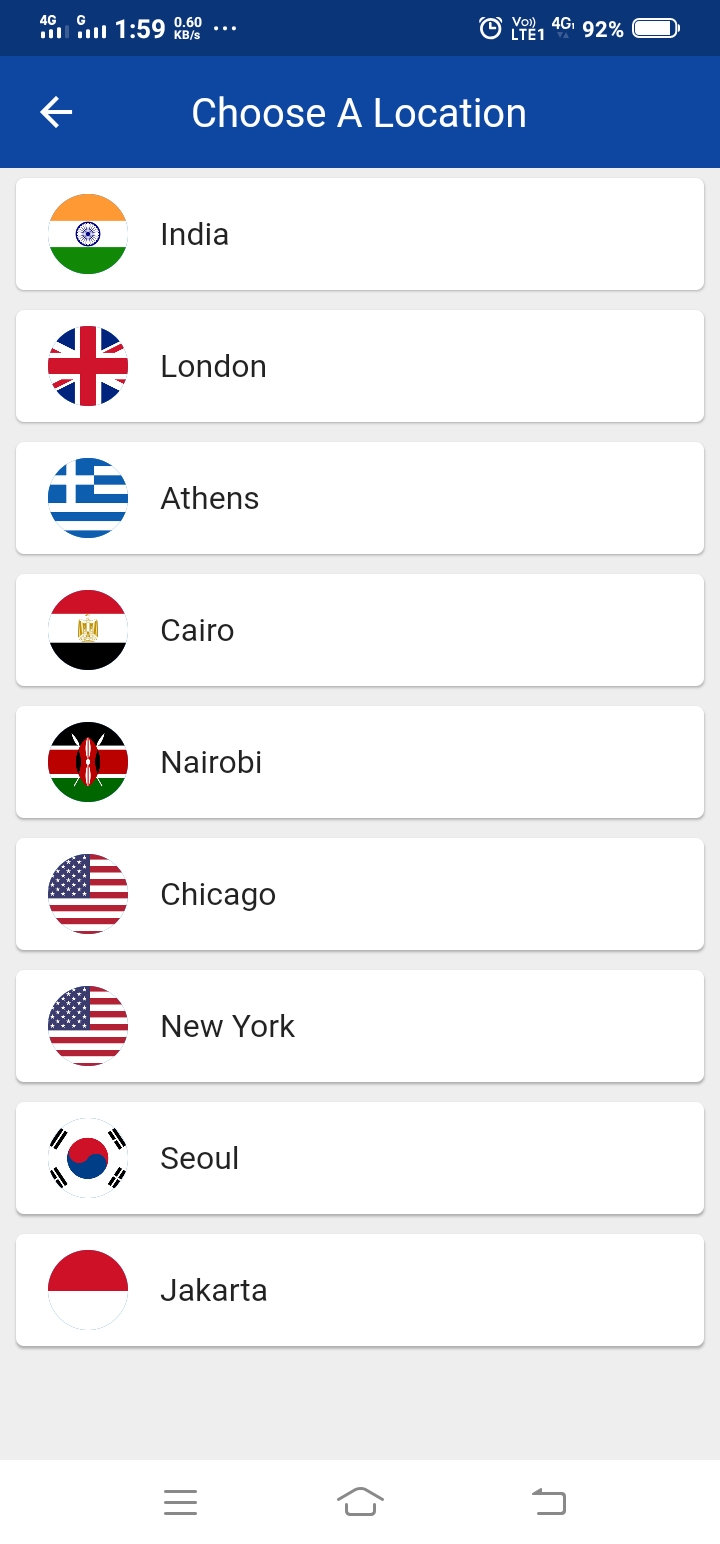 4G G 1:59 0.60 KB/s ... Vo)) LTE1 4G1 92%
Choose A Location
India
London
Athens
Cairo
Nairobi
Chicago
New York
Seoul
Jakarta